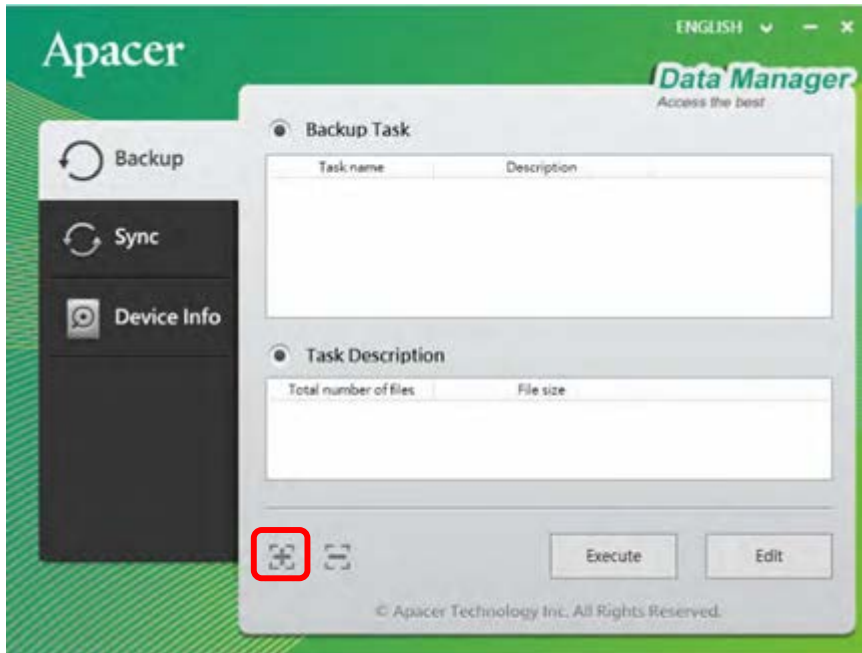 ENGLISH
Apacer
Data Manager
Access the best
Backup
Sync
Device Info
Backup Task
Task name Description
Task Description
Total number of files File size
Execute Edit
© Apacer Technology Inc. All Rights Reserved.